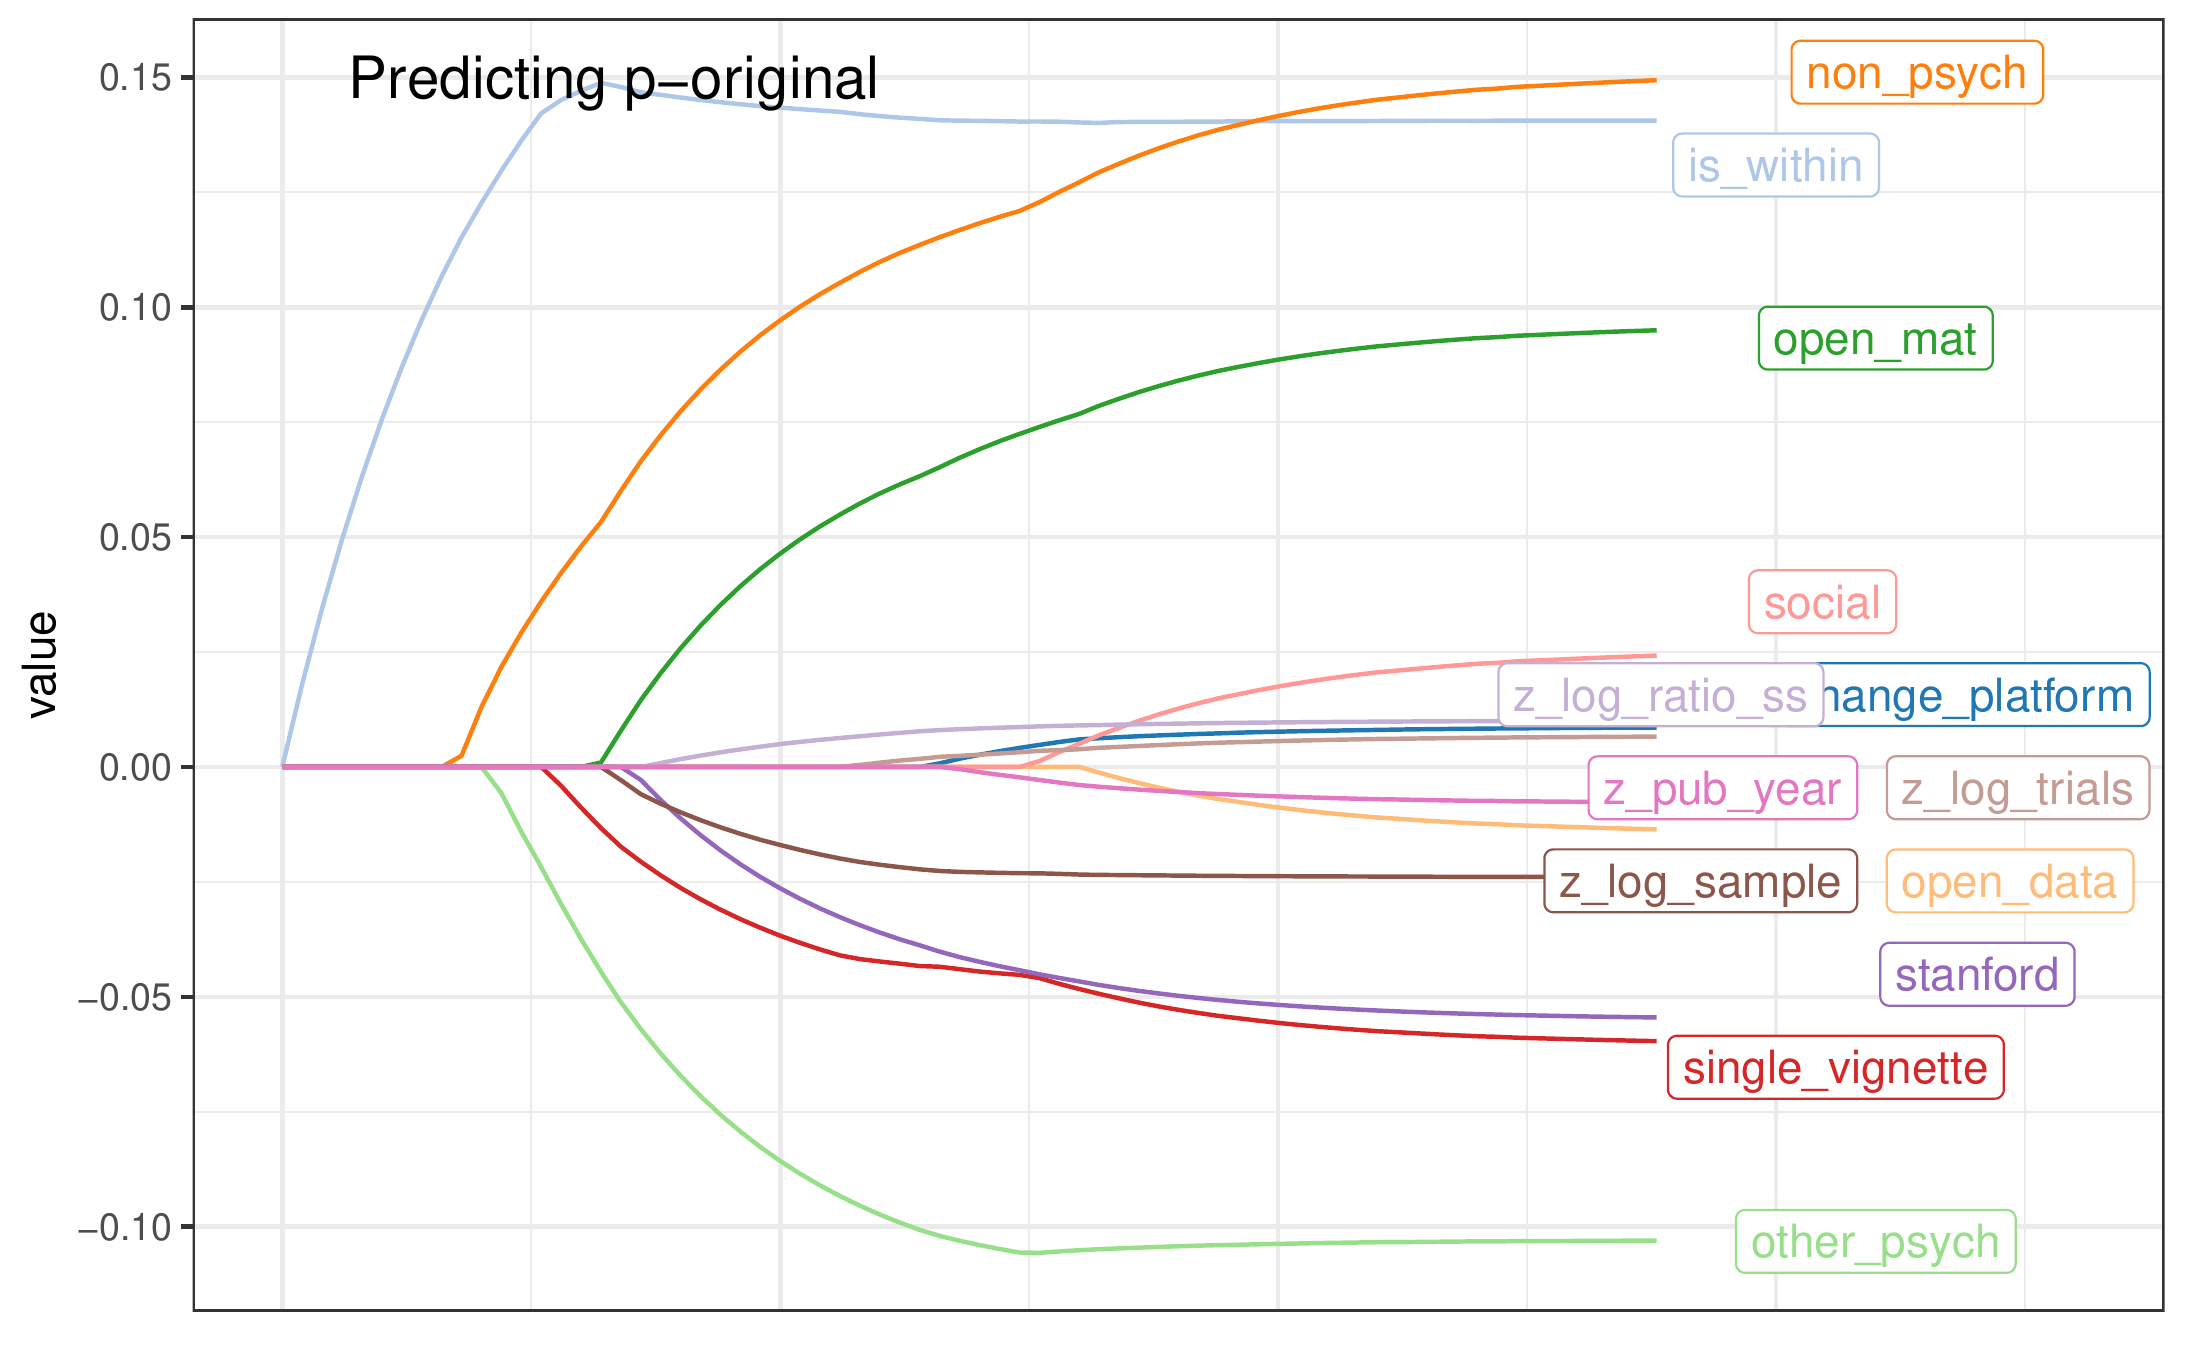 Predicting p−original
0.15
0.10
0.05
0.00
−0.05
−0.10
value
non_psych
is_within
open_mat
social
z_log_ratio_ss
hange_platform
z_pub_year
z_log_trials
z_log_sample
open_data
stanford
single_vignette
other_psych